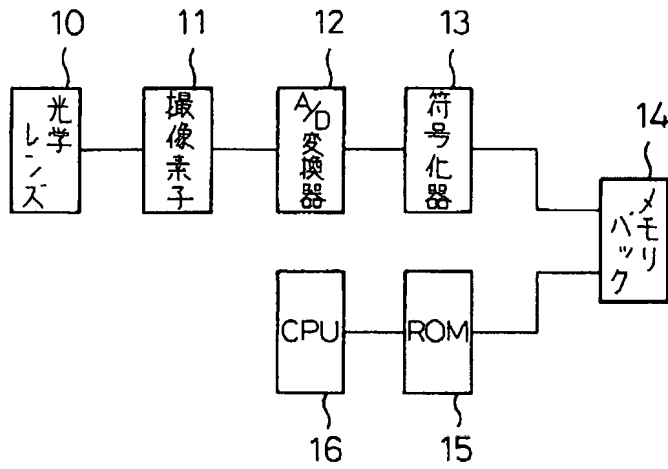 10
11
12
13
14
光学
レンズ
撮像素子
A/D
変換器
符号化器
メモリ
パック
CPU
ROM
16
15